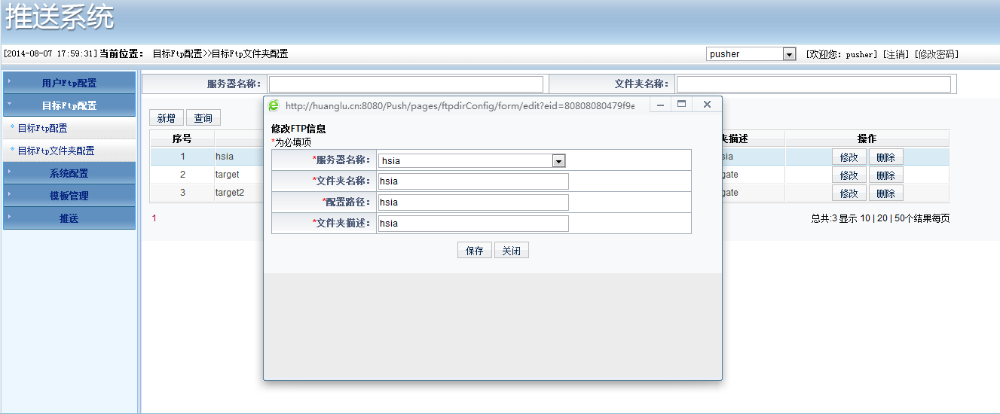 推送系统
[2014-08-07 17:59:31] 当前位置： 目标Ftp配置>>目标Ftp文件夹配置 pusher [欢迎您：pusher] [注销] [修改密码]
用户Ftp配置
目标Ftp配置
目标Ftp配置
目标Ftp文件夹配置
系统配置
模板管理
推送
服务器名称： 文件夹名称：
新增 查询
序号 夹描述 操作
1 hsia sia 修改 删除
2 target gate 修改 删除
3 target2 gate 修改 删除
1 总共:3 显示 10 | 20 | 50个结果每页
http://huanglu.cn:8080/Push/pages/ftpdirConfig/form/edit?eid=80808080479f9e
修改FTP信息
*为必填项
*服务器名称： hsia
*文件夹名称： hsia
*配置路径： hsia
*文件夹描述： hsia
保存 关闭